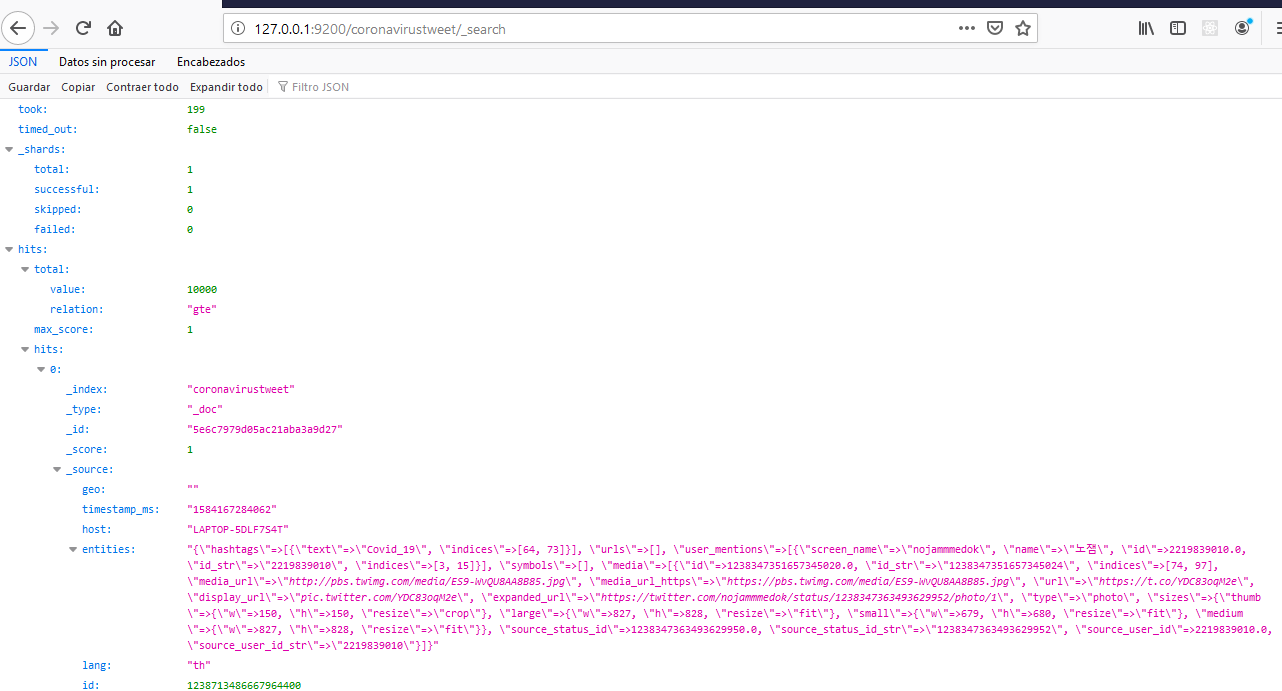 127.0.0.1:9200/coronavirustweet/_search
JSON Datos sin procesar Encabezados
Guardar Copiar Contraer todo Expandir todo Filtro JSON
took: 199
timed_out: false
_shards:
total: 1
successful: 1
skipped: 0
failed: 0
hits:
total:
value: 10000
relation: "gte"
max_score: 1
hits:
0:
_index: "coronavirustweet"
_type: "_doc"
_id: "5e6c7979d05ac21aba3a9d27"
_score: 1
_source:
geo: ""
timestamp_ms: "1584167284062"
host: "LAPTOP-5DLF7S4T"
entities: "{\"hashtags\"=>[{\"text\"=>\"Covid_19\", \"indices\"=>[64, 73]}], \"urls\"=>[], \"user_mentions\"=>[{\"screen_name\"=>\"nojammmedok\", \"name\"=>\"노잼\", \"id\"=>2219839010.0,
\"id_str\"=>\"2219839010\", \"indices\"=>[3, 15]}], \"symbols\"=>[], \"media\"=>[{\"id\"=>1238347351657345020.0, \"id_str\"=>\"1238347351657345024\", \"indices\"=>[74, 97],
\"media_url\"=>\"http://pbs.twimg.com/media/ES9-WvQU8AA8B85.jpg\", \"media_url_https\"=>\"https://pbs.twimg.com/media/ES9-WvQU8AA8B85.jpg\", \"url\"=>\"https://t.co/YDC83oqM2e\",
\"display_url\"=>\"pic.twitter.com/YDC83oqM2e\", \"expanded_url\"=>\"https://twitter.com/nojammmedok/status/1238347363493629952/photo/1\", \"type\"=>\"photo\", \"sizes\"=>{\"thumb
\"=>{\"w\"=>150, \"h\"=>150, \"resize\"=>\"crop\"}, \"large\"=>{\"w\"=>827, \"h\"=>828, \"resize\"=>\"fit\"}, \"small\"=>{\"w\"=>679, \"h\"=>680, \"resize\"=>\"fit\"}, \"medium
\"=>{\"w\"=>827, \"h\"=>828, \"resize\"=>\"fit\"}}, \"source_status_id\"=>1238347363493629950.0, \"source_status_id_str\"=>\"1238347363493629952\", \"source_user_id\"=>2219839010.0,
\"source_user_id_str\"=>\"2219839010\"}]}"
lang: "th"
id: 1238713486667964400